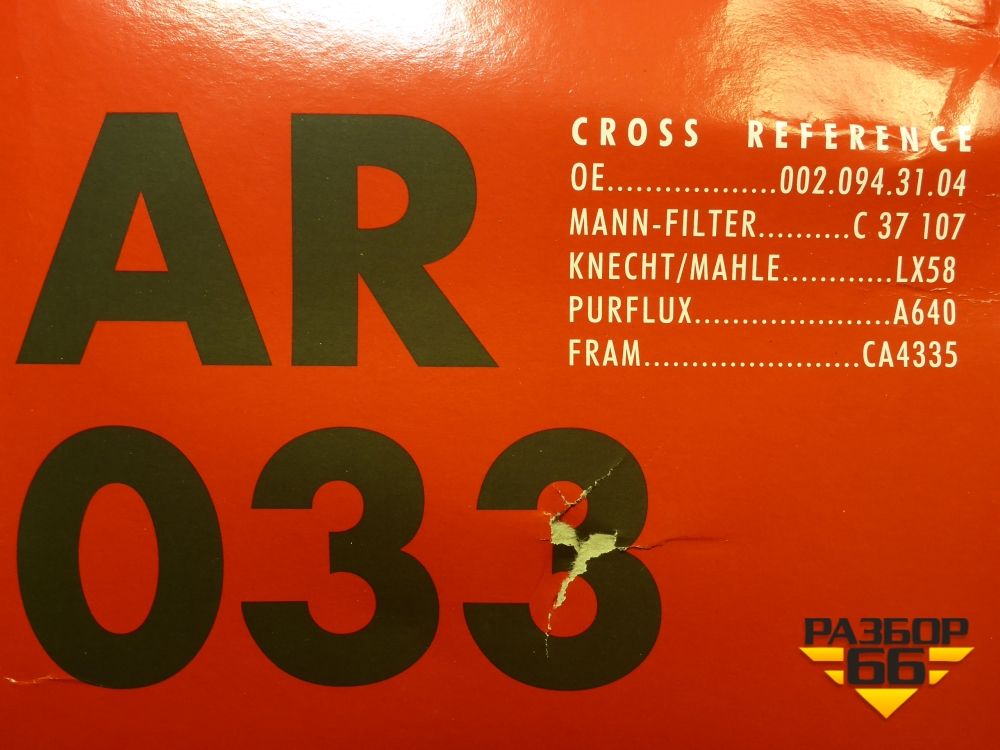 AR
033
CROSS REFERENCE
OE...................002.094.31.04
MANN-FILTER..........C 37 107
KNECHT/MAHLE............LX58
PURFLUX.....................A640
FRAM.......................CA4335
РАЗБОР
66